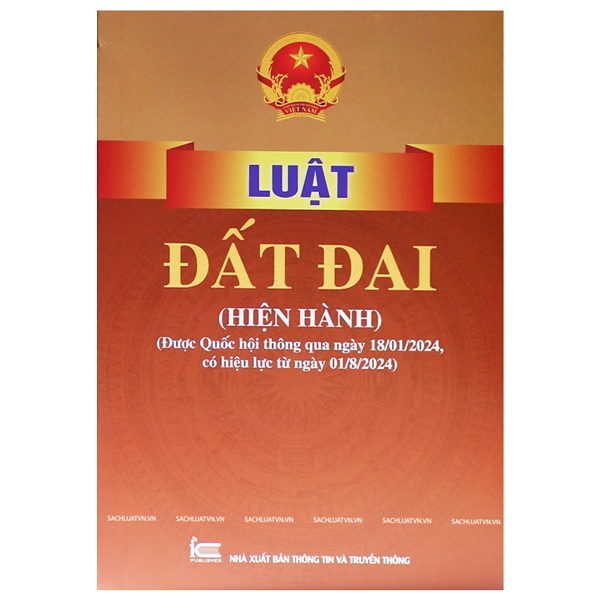 VIỆT NAM
LUẬT
ĐẤT ĐAI
(HIỆN HÀNH)
(Được Quốc hội thông qua ngày 18/01/2024,
có hiệu lực từ ngày 01/8/2024)
SACHLUATVN.VN SACHLUATVN.VN SACHLUATVN.VN SACHLUATVN.VN SACHLUATVN.VN SACHLUATVN.VN
ic
PUBLISHER
NHÀ XUẤT BẢN THÔNG TIN VÀ TRUYỀN THÔNG